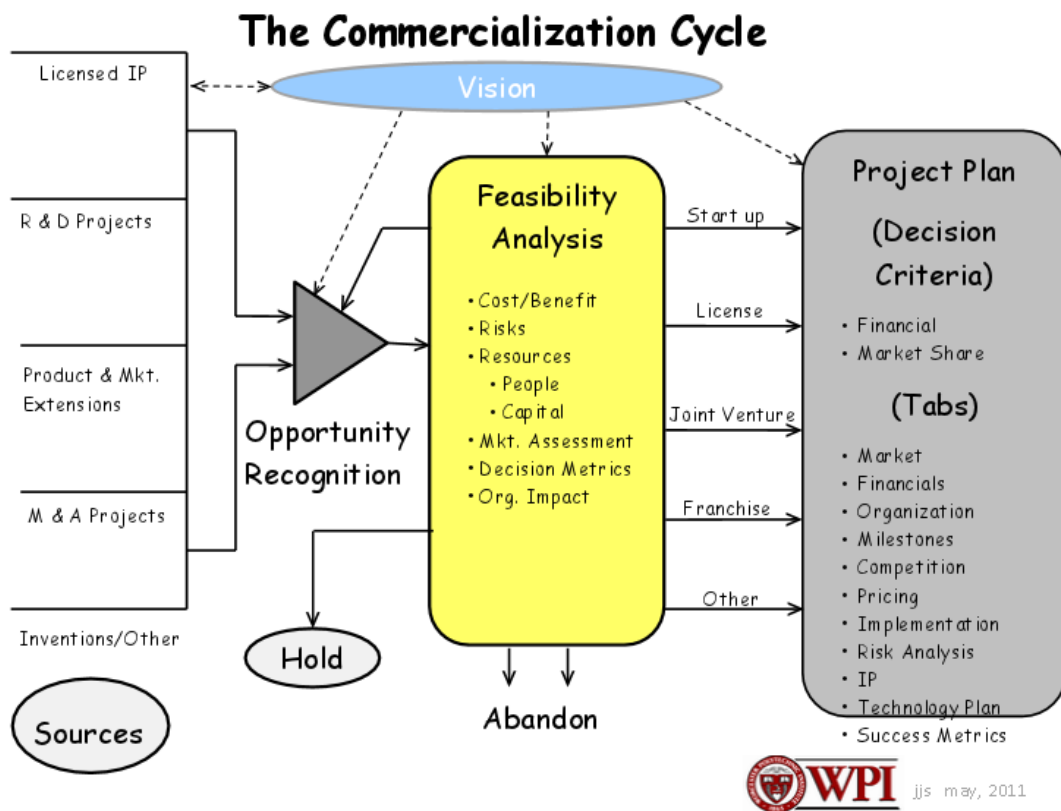 The Commercialization Cycle
Licensed IP
Vision
R & D Projects
Product & Mkt.
Extensions
M & A Projects
Inventions/Other
Sources
Opportunity
Recognition
Hold
Feasibility
Analysis
• Cost/Benefit
• Risks
• Resources
• People
• Capital
• Mkt. Assessment
• Decision Metrics
• Org. Impact
Abandon
Start up
License
Joint Venture
Franchise
Other
Project Plan
(Decision
Criteria)
• Financial
• Market Share
(Tabs)
• Market
• Financials
• Organization
• Milestones
• Competition
• Pricing
• Implementation
• Risk Analysis
• IP
• Technology Plan
• Success Metrics
WPI
jjs may, 2011